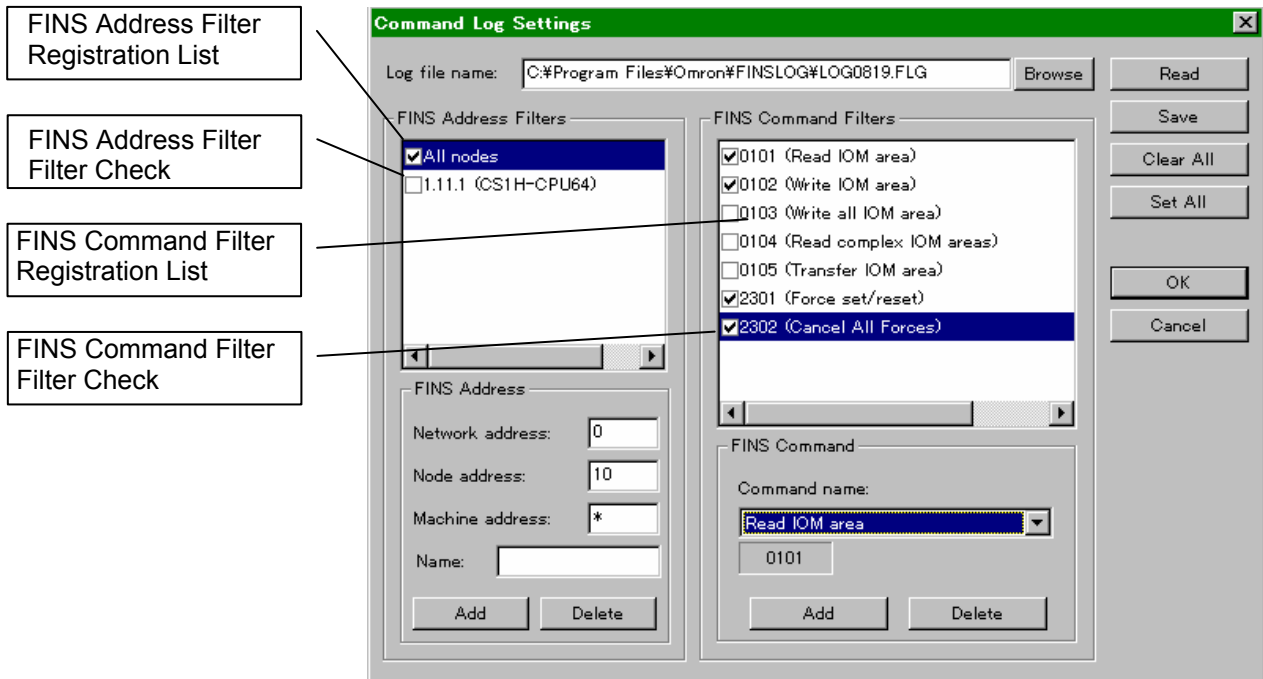 FINS Address Filter
Registration List
FINS Address Filter
Filter Check
FINS Command Filter
Registration List
FINS Command Filter
Filter Check
Command Log Settings
Log file name: C:¥Program Files¥Omron¥FINSLOG¥LOG0819.FLG Browse
Read
Save
Clear All
Set All
OK
Cancel
FINS Address Filters
All nodes
1.11.1 (CS1H-CPU64)
FINS Address
Network address: 0
Node address: 10
Machine address: *
Name:
Add Delete
FINS Command Filters
0101 (Read IOM area)
0102 (Write IOM area)
0103 (Write all IOM area)
0104 (Read complex IOM areas)
0105 (Transfer IOM area)
2301 (Force set/reset)
2302 (Cancel All Forces)
FINS Command
Command name:
Read IOM area
0101
Add Delete